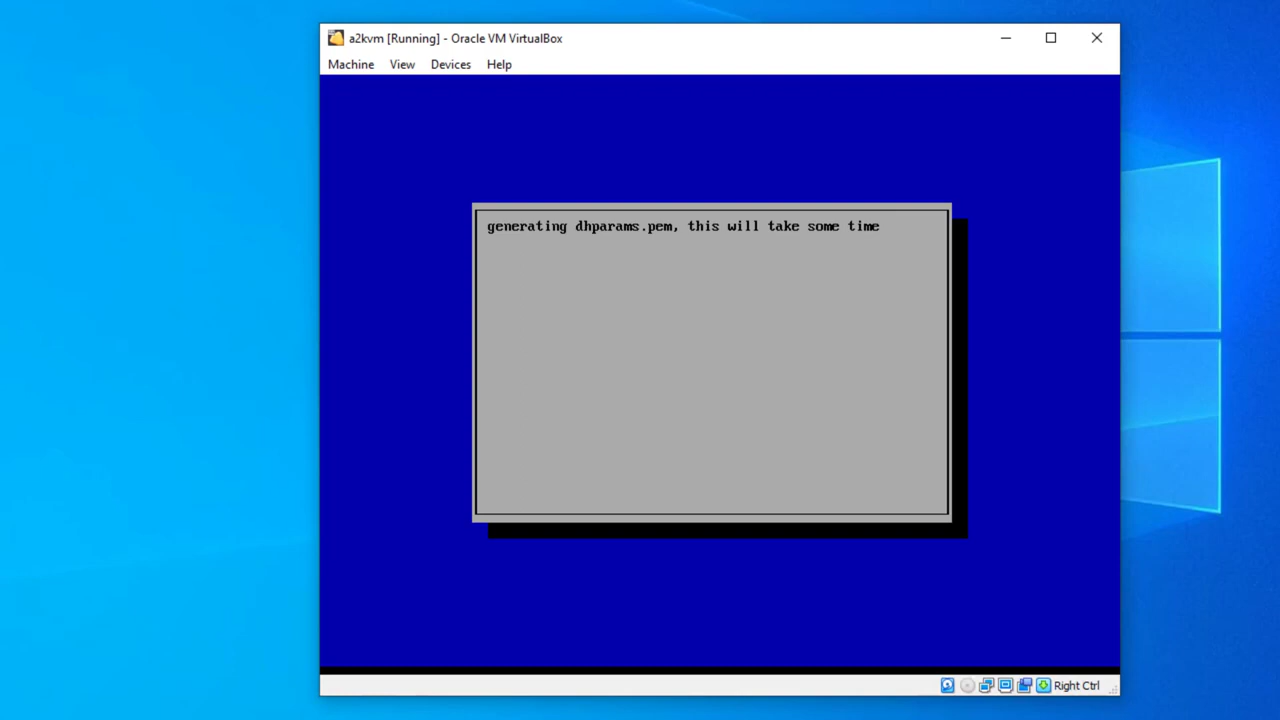 a2kvm [Running] - Oracle VM VirtualBox
Machine View Devices Help
generating dhparams.pem, this will take some time
Right Ctrl